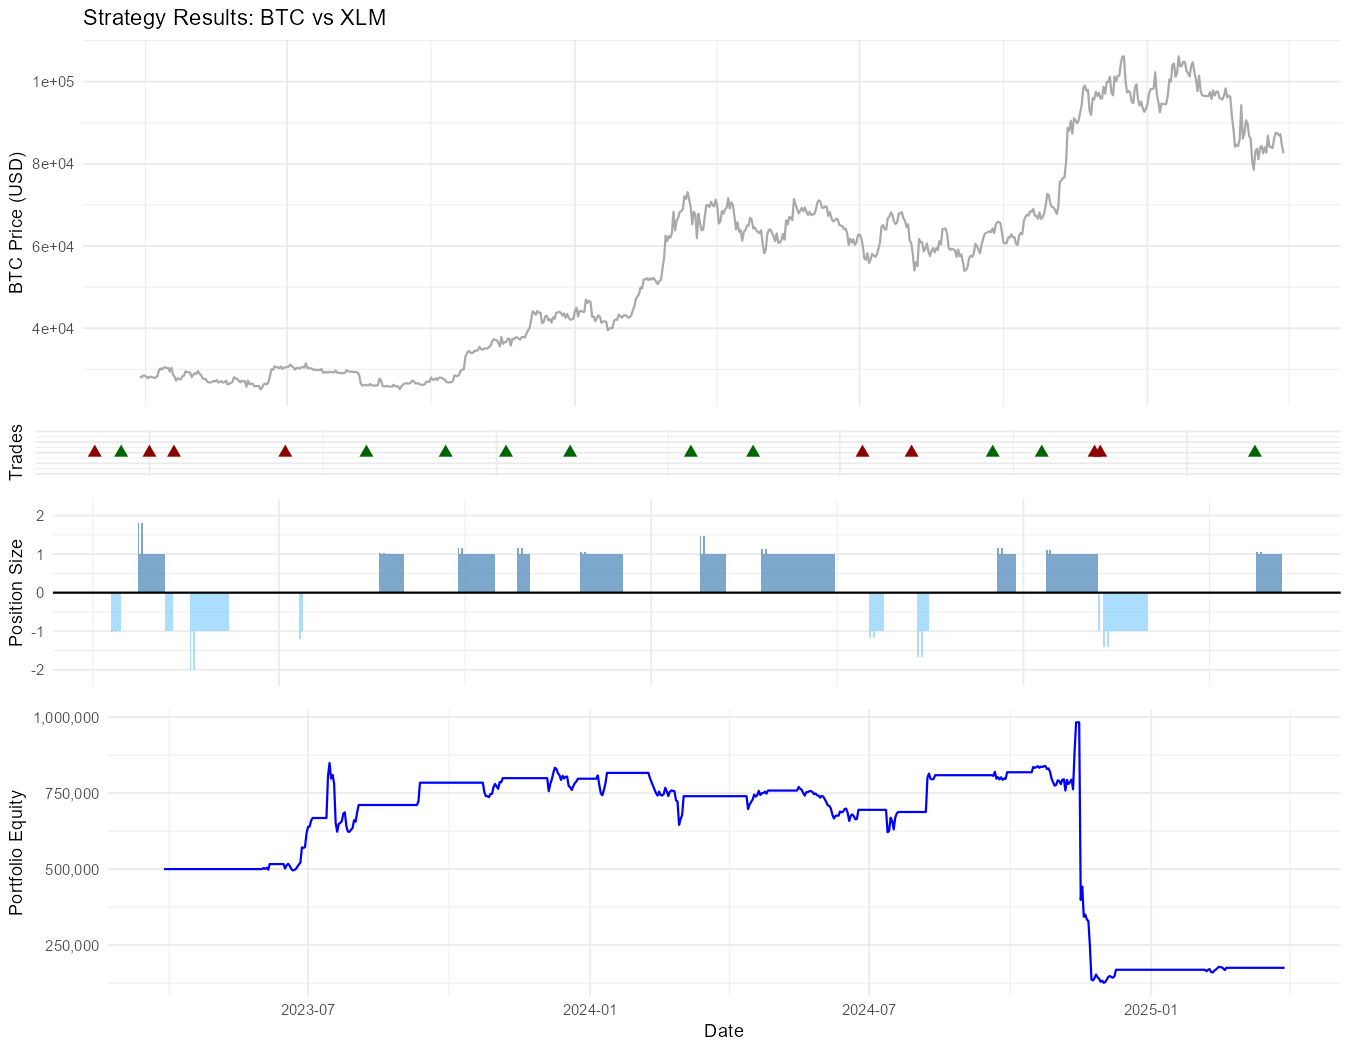 Strategy Results: BTC vs XLM
BTC Price (USD)
1e+05
8e+04
6e+04
4e+04
Trades
Position Size
2
1
0
-1
-2
Portfolio Equity
1,000,000
750,000
500,000
250,000
2023-07
2024-01
2024-07
2025-01
Date